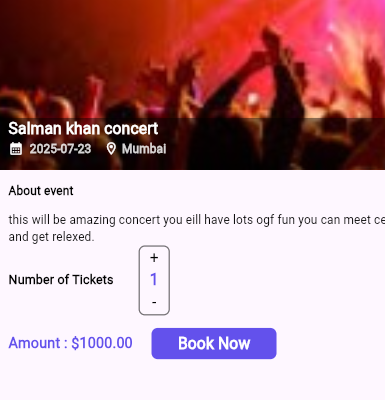 Salman khan concert
2025-07-23 Mumbai
About event
this will be amazing concert you eill have lots ogf fun you can meet ce
and get relexed.
+
Number of Tickets 1
-
Amount : $1000.00 Book Now